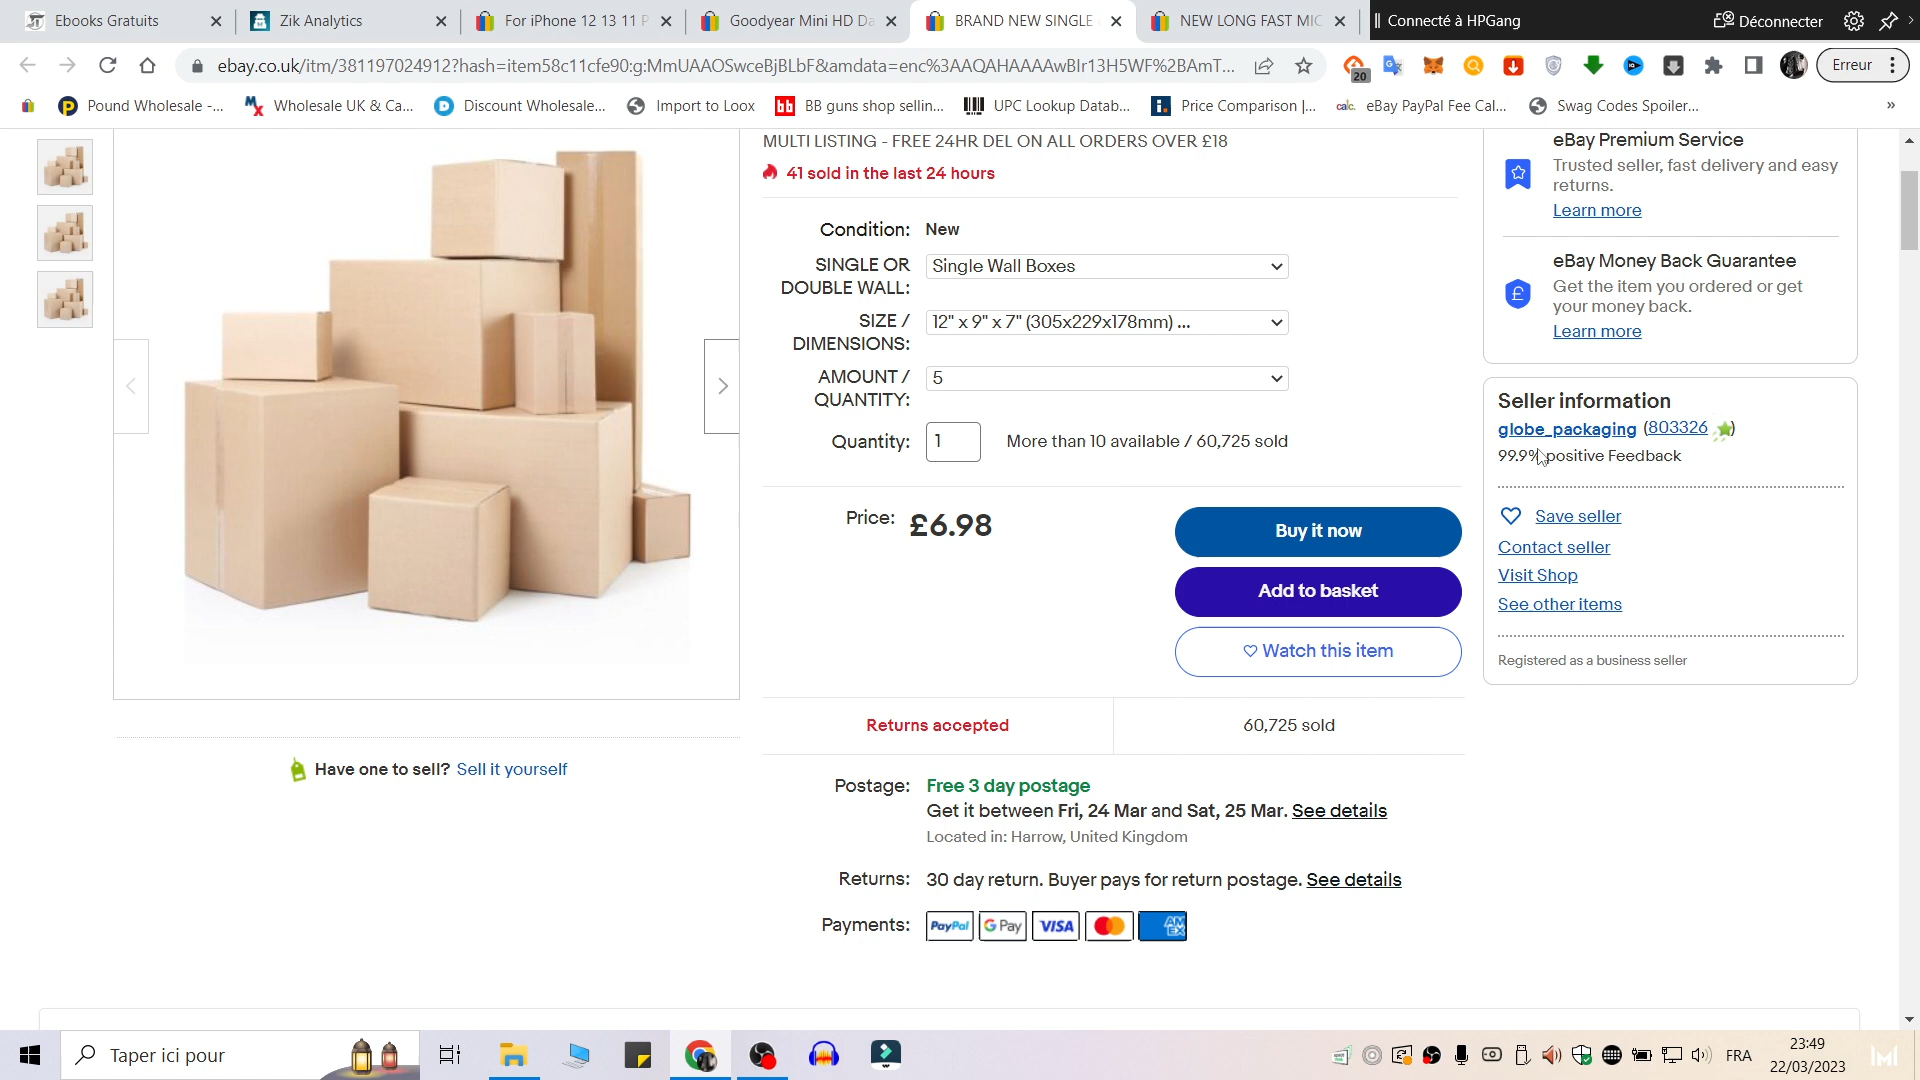 Ebooks Gratuits
Zik Analytics
For iPhone 12 13 11 P
Goodyear Mini HD Da
BRAND NEW SINGLE
NEW LONG FAST MIC
Connecté à HPGang
Déconnecter
ebay.co.uk/itm/381197024912?hash=item58c11cfe90:g:MmUAAOSwceBjBLbF&amdata=enc%3AAQAHAAAAwBIr13H5WF%2BAmT...
20
Erreur
Pound Wholesale -...
Wholesale UK & Ca...
Discount Wholesale...
Import to Loox
bb
BB guns shop sellin...
UPC Lookup Datab...
Price Comparison |...
calc.
eBay PayPal Fee Cal...
Swag Codes Spoiler...
»
MULTI LISTING - FREE 24HR DEL ON ALL ORDERS OVER £18
41 sold in the last 24 hours
Condition: New
SINGLE OR DOUBLE WALL: Single Wall Boxes
SIZE / DIMENSIONS: 12" x 9" x 7" (305x229x178mm) ...
AMOUNT / QUANTITY: 5
Quantity: 1 More than 10 available / 60,725 sold
Price: £6.98
Buy it now
Add to basket
Watch this item
Returns accepted
60,725 sold
Have one to sell? Sell it yourself
Postage: Free 3 day postage
Get it between Fri, 24 Mar and Sat, 25 Mar. See details
Located in: Harrow, United Kingdom
Returns: 30 day return. Buyer pays for return postage. See details
Payments: PayPal G Pay VISA AM EX
eBay Premium Service
Trusted seller, fast delivery and easy
returns.
Learn more
eBay Money Back Guarantee
Get the item you ordered or get
your money back.
Learn more
Seller information
globe_packaging (803326)
99.9% positive Feedback
Save seller
Contact seller
Visit Shop
See other items
Registered as a business seller
Taper ici pour
FRA
23:49
22/03/2023